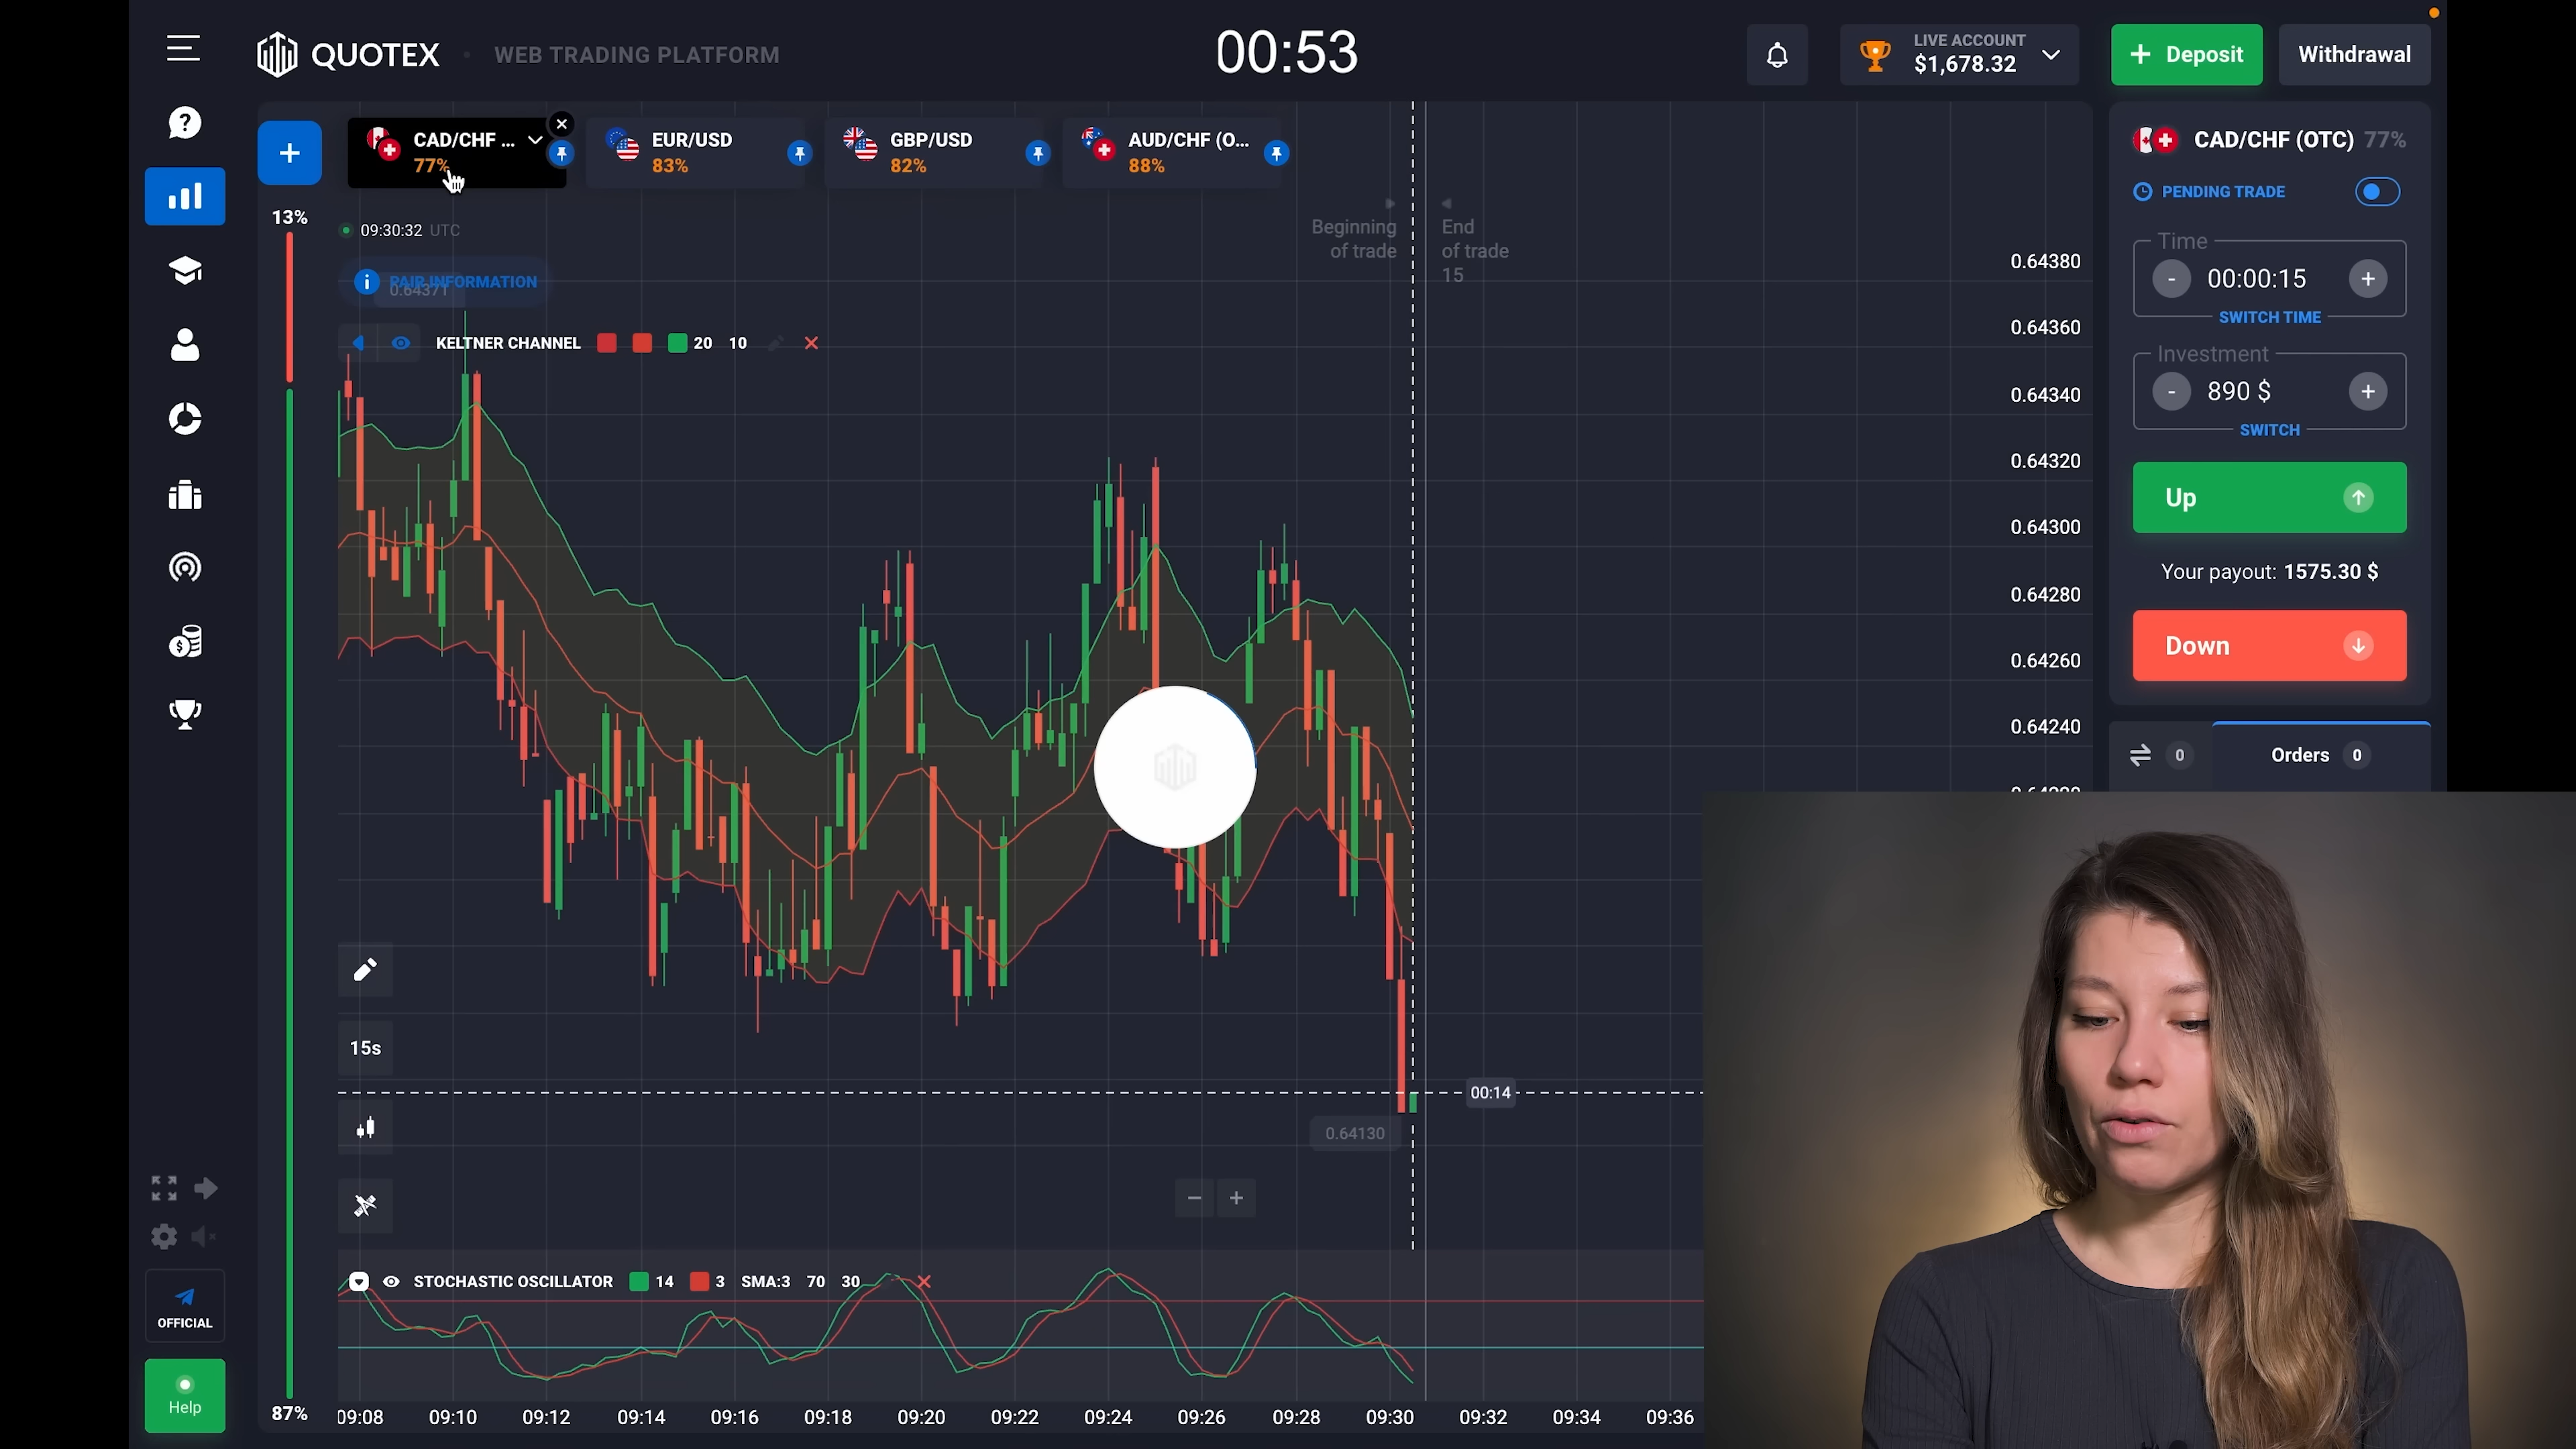 QUOTEX
WEB TRADING PLATFORM
00:53
LIVE ACCOUNT
$1,678.32
+ Deposit
Withdrawal
+
CAD/CHF ...
77%
EUR/USD
83%
GBP/USD
82%
AUD/CHF (O...
88%
CAD/CHF (OTC) 77%
PENDING TRADE
Time
- 00:00:15 +
SWITCH TIME
Investment
- 890 $ +
SWITCH
Up
Your payout: 1575.30 $
Down
0
Orders 0
13%
09:30:32 UTC
PAIR INFORMATION
0.64371
KELTNER CHANNEL 20 10
Beginning
of trade
End
of trade
15
0.64380
0.64360
0.64340
0.64320
0.64300
0.64280
0.64260
0.64240
15s
00:14
0.64130
STOCHASTIC OSCILLATOR 14 3 SMA:3 70 30
OFFICIAL
Help
87%
09:08 09:10 09:12 09:14 09:16 09:18 09:20 09:22 09:24 09:26 09:28 09:30 09:32 09:34 09:36